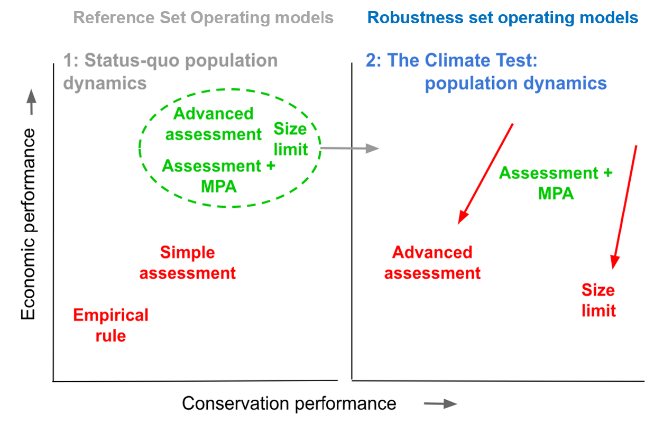 Reference Set Operating models
Robustness set operating models
1: Status-quo population
dynamics
2: The Climate Test:
population dynamics
Economic performance
Advanced
assessment
Size
limit
Assessment +
MPA
Simple
assessment
Empirical
rule
Assessment +
MPA
Advanced
assessment
Size
limit
Conservation performance